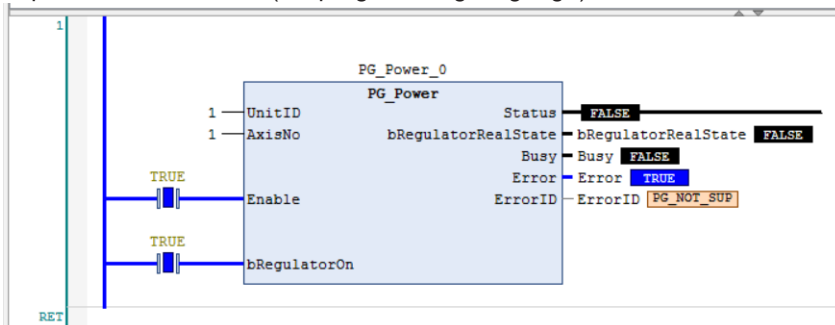 1
PG_Power_0
PG_Power
1 UnitID Status FALSE
1 AxisNo bRegulatorRealState bRegulatorRealState FALSE
Busy Busy FALSE
TRUE Error Error TRUE
Enable ErrorID ErrorID PG_NOT_SUP
TRUE
bRegulatorOn
RET